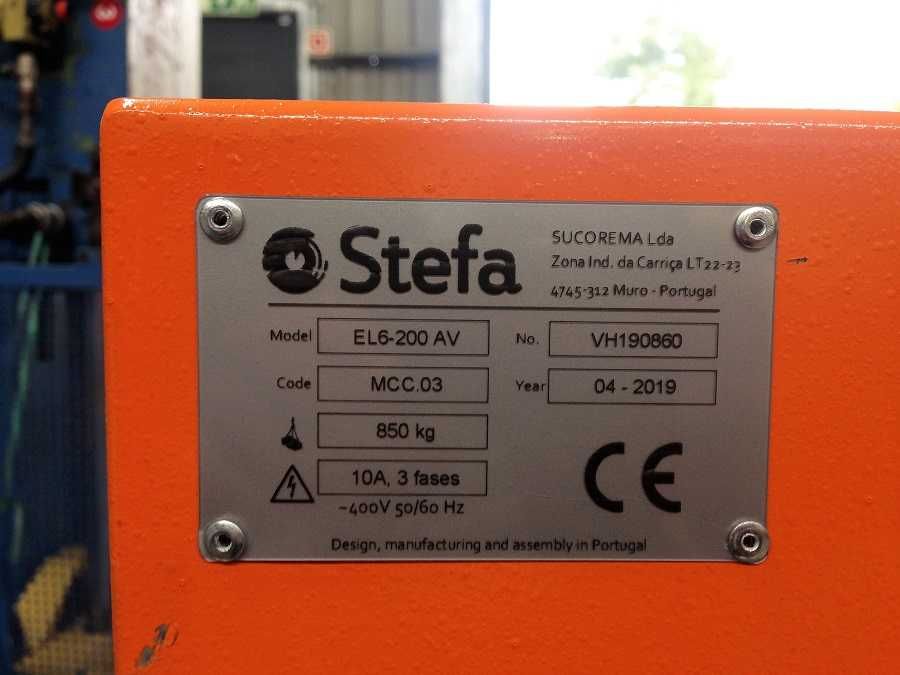 Stefa
SUCOREMA Lda
Zona Ind. da Carriça LT22-23
4745-312 Muro - Portugal
Model EL6-200 AV No. VH190860
Code MCC.03 Year 04 - 2019
850 kg
10A, 3 fases
~400V 50/60 Hz
CE
Design, manufacturing and assembly in Portugal